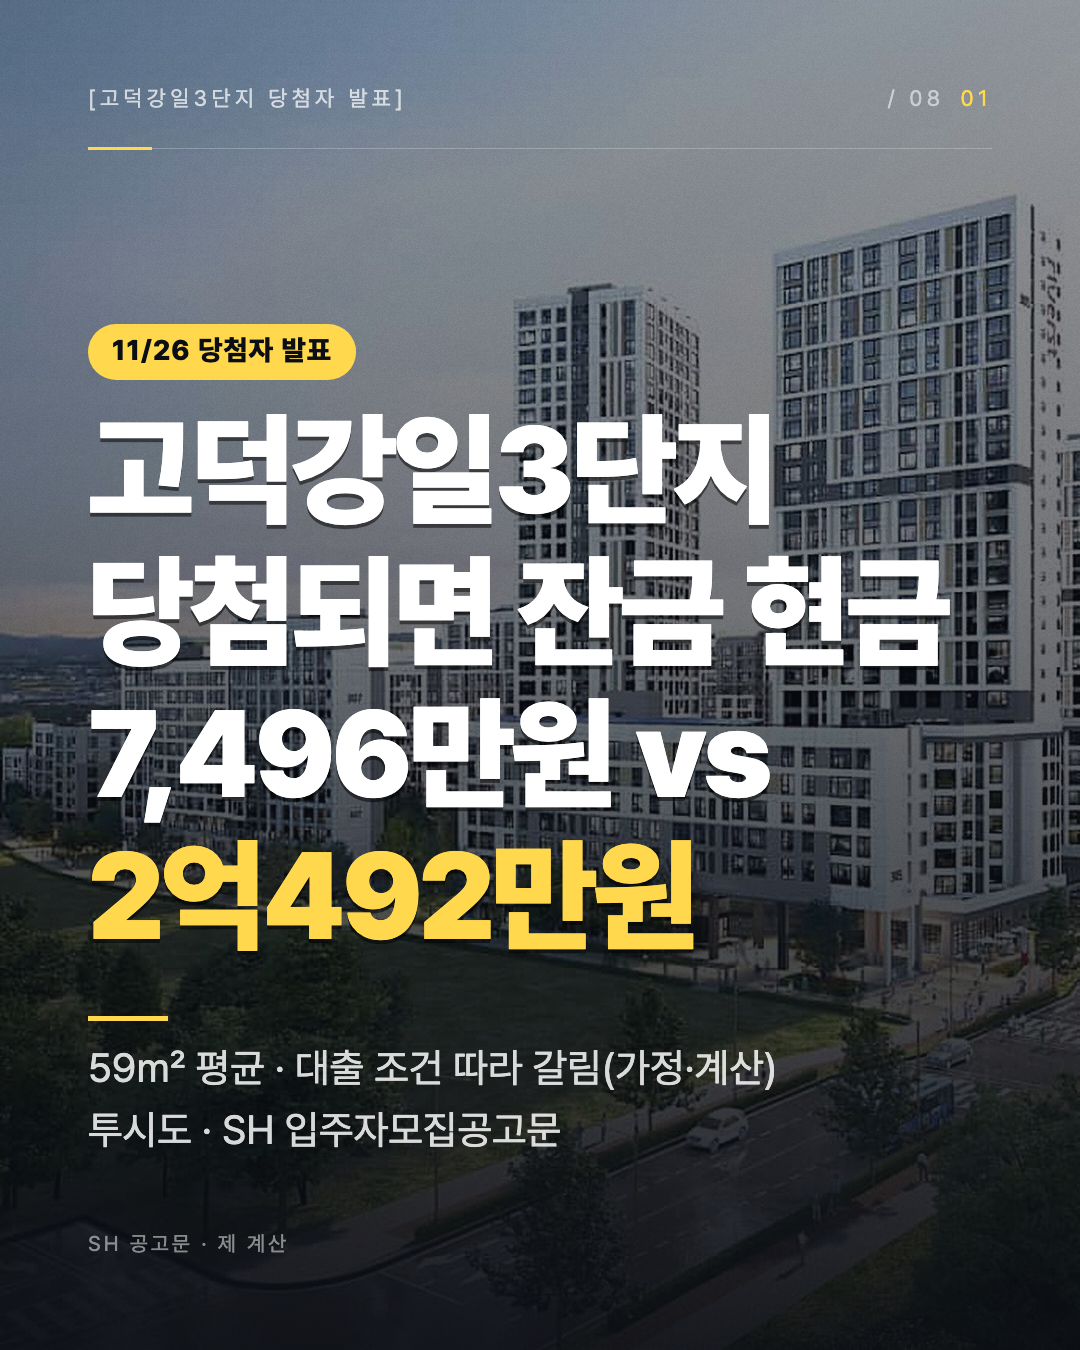 [고덕강일3단지 당첨자 발표]
/ 08 01
11/26 당첨자 발표
고덕강일3단지
당첨되면 잔금 현금
7,496만원 vs
2억492만원
59m² 평균 · 대출 조건 따라 갈림(가정·계산)
투시도 · SH 입주자모집공고문
SH 공고문 · 제 계산